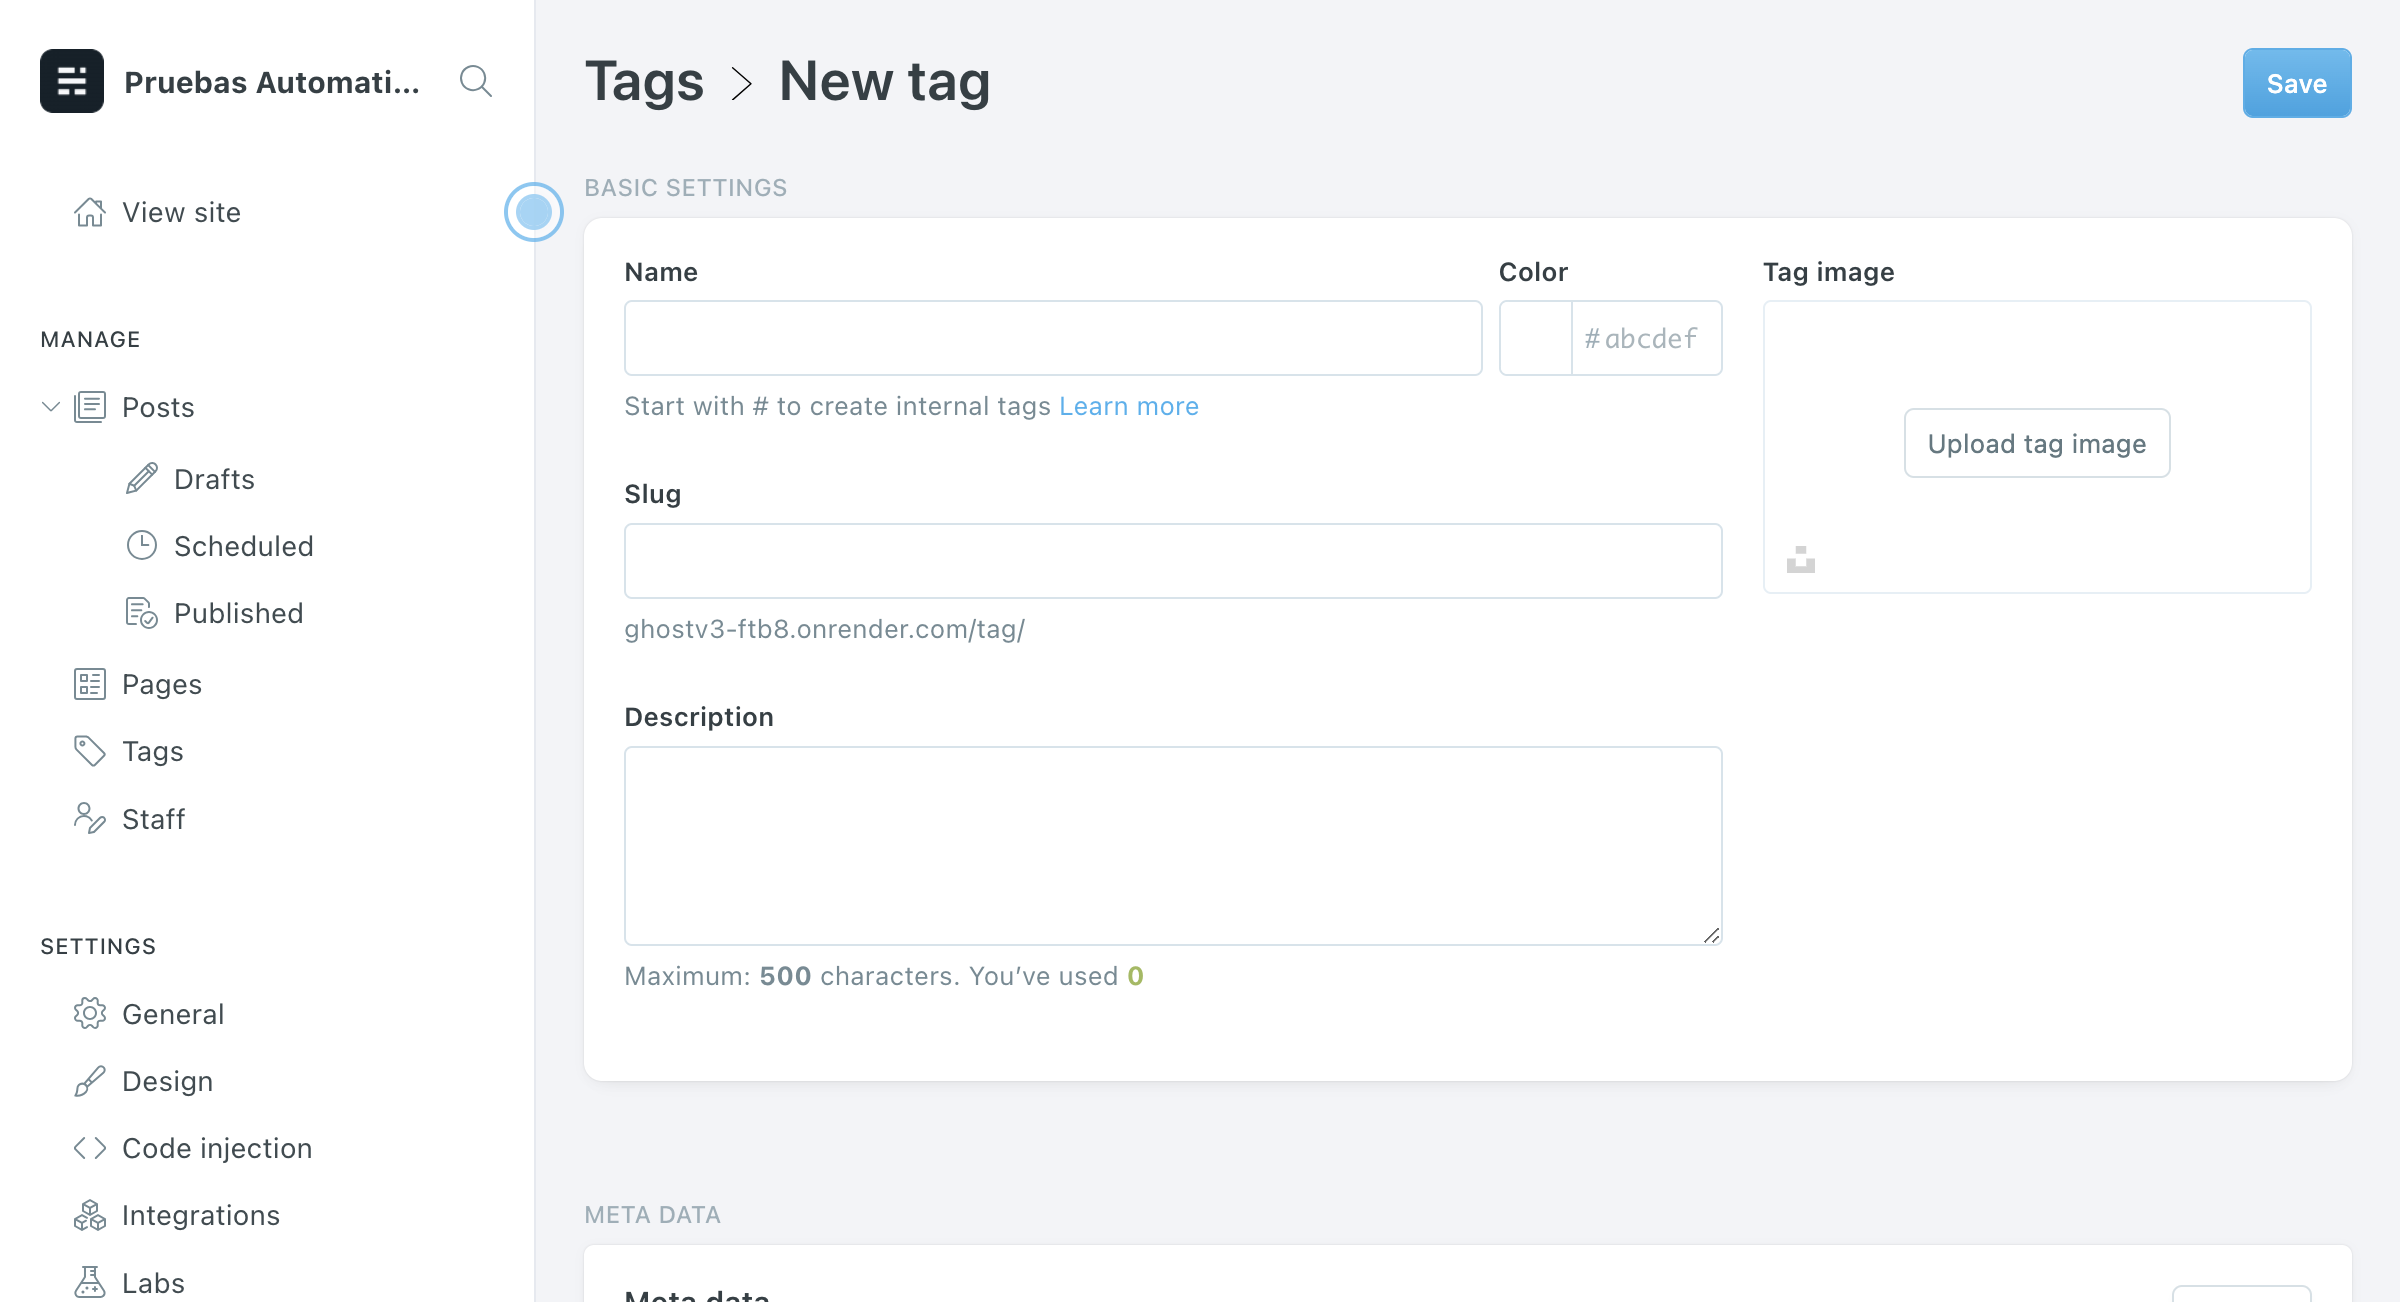 Pruebas Automati...
View site
MANAGE
Posts
Drafts
Scheduled
Published
Pages
Tags
Staff
SETTINGS
General
Design
Code injection
Integrations
Labs
Tags > New tag
Save
BASIC SETTINGS
Name
Start with # to create internal tags Learn more
Color
#abcdef
Tag image
Upload tag image
Slug
ghostv3-ftb8.onrender.com/tag/
Description
Maximum: 500 characters. You’ve used 0
META DATA
Meta data